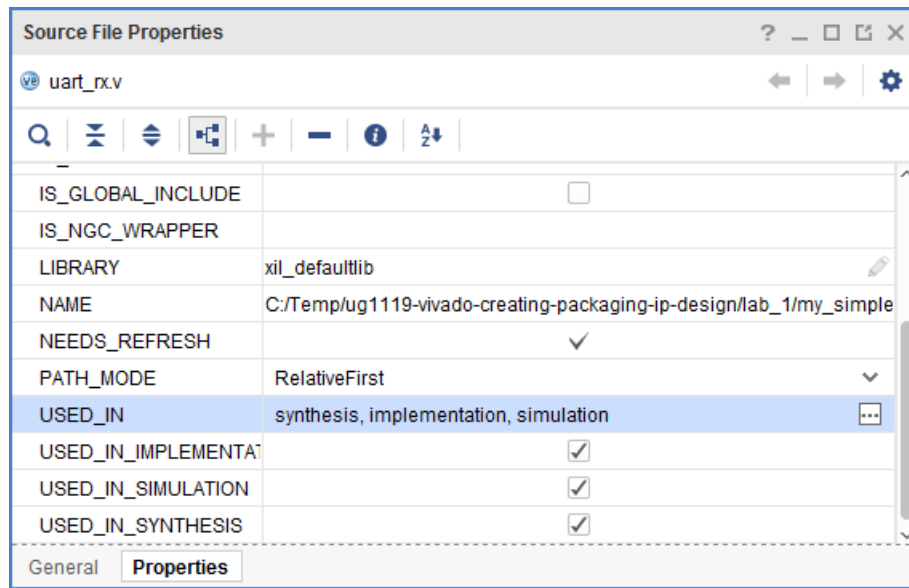 Source File Properties
uart_rx.v
IS_GLOBAL_INCLUDE
IS_NGC_WRAPPER
LIBRARY xil_defaultlib
NAME C:/Temp/ug1119-vivado-creating-packaging-ip-design/lab_1/my_simple
NEEDS_REFRESH
PATH_MODE RelativeFirst
USED_IN synthesis, implementation, simulation
USED_IN_IMPLEMENTAT
USED_IN_SIMULATION
USED_IN_SYNTHESIS
General Properties